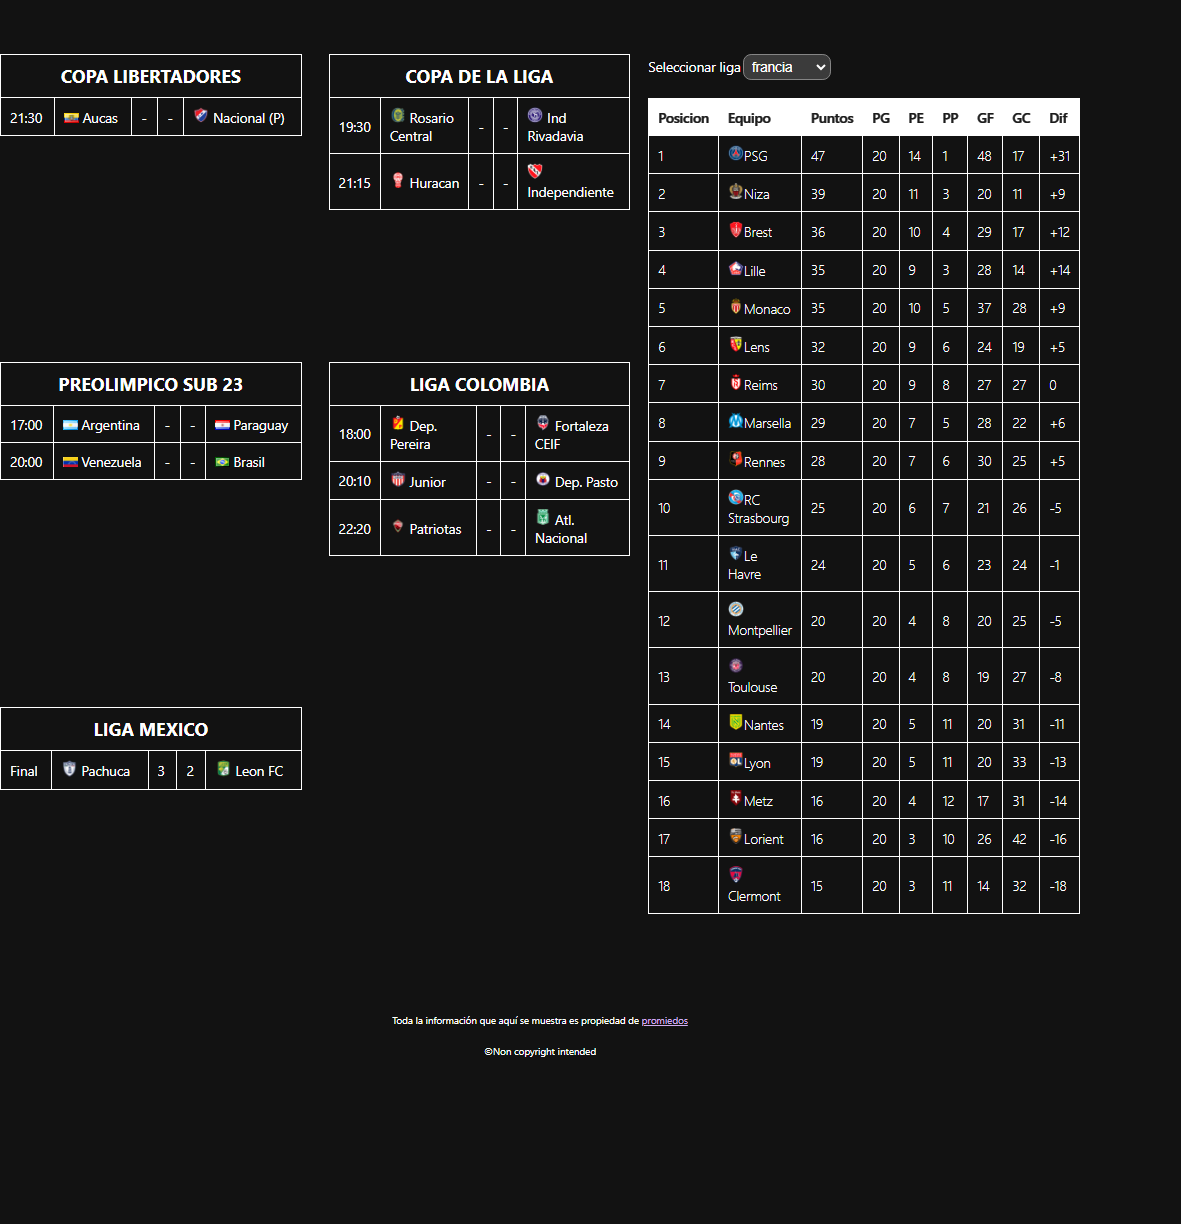 COPA LIBERTADORES
21:30 Aucas - - Nacional (P)
COPA DE LA LIGA
19:30 Rosario Central - - Ind Rivadavia
21:15 Huracan - - Independiente
PREOLIMPICO SUB 23
17:00 Argentina - - Paraguay
20:00 Venezuela - - Brasil
LIGA COLOMBIA
18:00 Dep. Pereira - - Fortaleza CEIF
20:10 Junior - - Dep. Pasto
22:20 Patriotas - - Atl. Nacional
LIGA MEXICO
Final Pachuca 3 2 Leon FC
Seleccionar liga francia
Posicion Equipo Puntos PG PE PP GF GC Dif
1 PSG 47 20 14 1 48 17 +31
2 Niza 39 20 11 3 20 11 +9
3 Brest 36 20 10 4 29 17 +12
4 Lille 35 20 9 3 28 14 +14
5 Monaco 35 20 10 5 37 28 +9
6 Lens 32 20 9 6 24 19 +5
7 Reims 30 20 9 8 27 27 0
8 Marsella 29 20 7 5 28 22 +6
9 Rennes 28 20 7 6 30 25 +5
10 RC Strasbourg 25 20 6 7 21 26 -5
11 Le Havre 24 20 5 6 23 24 -1
12 Montpellier 20 20 4 8 20 25 -5
13 Toulouse 20 20 4 8 19 27 -8
14 Nantes 19 20 5 11 20 31 -11
15 Lyon 19 20 5 11 20 33 -13
16 Metz 16 20 4 12 17 31 -14
17 Lorient 16 20 3 10 26 42 -16
18 Clermont 15 20 3 11 14 32 -18
Toda la información que aquí se muestra es propiedad de promiedos
©Non copyright intended